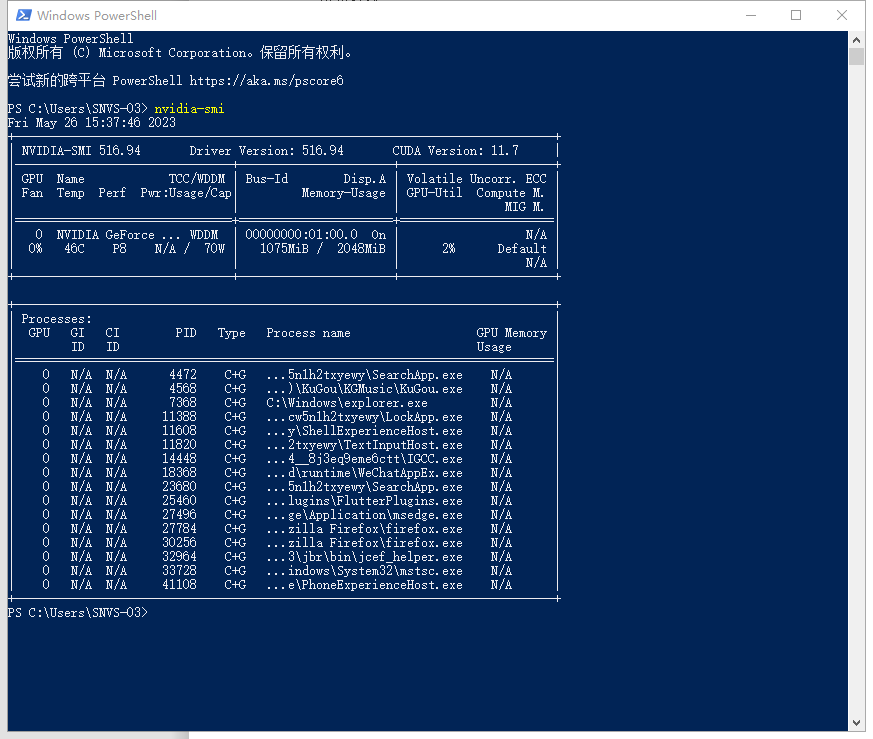 Windows PowerShell
Windows PowerShell
版权所有 (C) Microsoft Corporation。保留所有权利。
尝试新的跨平台 PowerShell https://aka.ms/pscore6
PS C:\Users\SNVS-03> nvidia-smi
Fri May 26 15:37:46 2023
NVIDIA-SMI 516.94 Driver Version: 516.94 CUDA Version: 11.7
GPU Name TCC/WDDM | Bus-Id Disp.A | Volatile Uncorr. ECC
Fan Temp Perf Pwr:Usage/Cap| Memory-Usage | GPU-Util Compute M.
MIG M.
0 NVIDIA GeForce ... WDDM | 00000000:01:00.0 On | N/A
0% 46C P8 N/A / 70W | 1075MiB / 2048MiB | 2% Default
N/A
Processes:
GPU GI CI PID Type Process name GPU Memory
ID ID Usage
0 N/A N/A 4472 C+G ...5n1h2txyewy\SearchApp.exe N/A
0 N/A N/A 4568 C+G ...)\KuGou\KGMusic\KuGou.exe N/A
0 N/A N/A 7368 C+G C:\Windows\explorer.exe N/A
0 N/A N/A 11388 C+G ...cw5n1h2txyewy\LockApp.exe N/A
0 N/A N/A 11608 C+G ...y\ShellExperienceHost.exe N/A
0 N/A N/A 11820 C+G ...2txyewy\TextInputHost.exe N/A
0 N/A N/A 14448 C+G ...4__8j3eq9eme6ctt\IGCC.exe N/A
0 N/A N/A 18368 C+G ...d\runtime\WeChatAppEx.exe N/A
0 N/A N/A 23680 C+G ...5n1h2txyewy\SearchApp.exe N/A
0 N/A N/A 25460 C+G ...lugins\FlutterPlugins.exe N/A
0 N/A N/A 27496 C+G ...ge\Application\msedge.exe N/A
0 N/A N/A 27784 C+G ...zilla Firefox\firefox.exe N/A
0 N/A N/A 30256 C+G ...zilla Firefox\firefox.exe N/A
0 N/A N/A 32964 C+G ...3\jbr\bin\jcef_helper.exe N/A
0 N/A N/A 33728 C+G ...indows\System32\mstsc.exe N/A
0 N/A N/A 41108 C+G ...e\PhoneExperienceHost.exe N/A
PS C:\Users\SNVS-03>